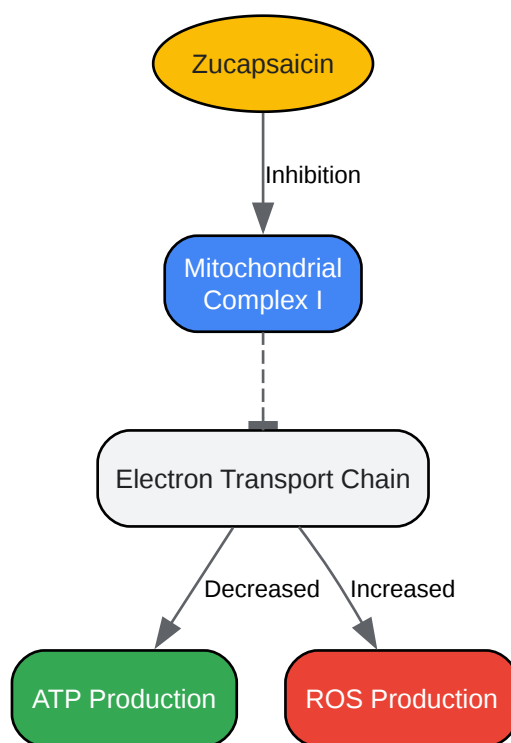 Zucapsaicin
Inhibition
Mitochondrial
Complex I
Electron Transport Chain
Decreased
Increased
ATP Production
ROS Production